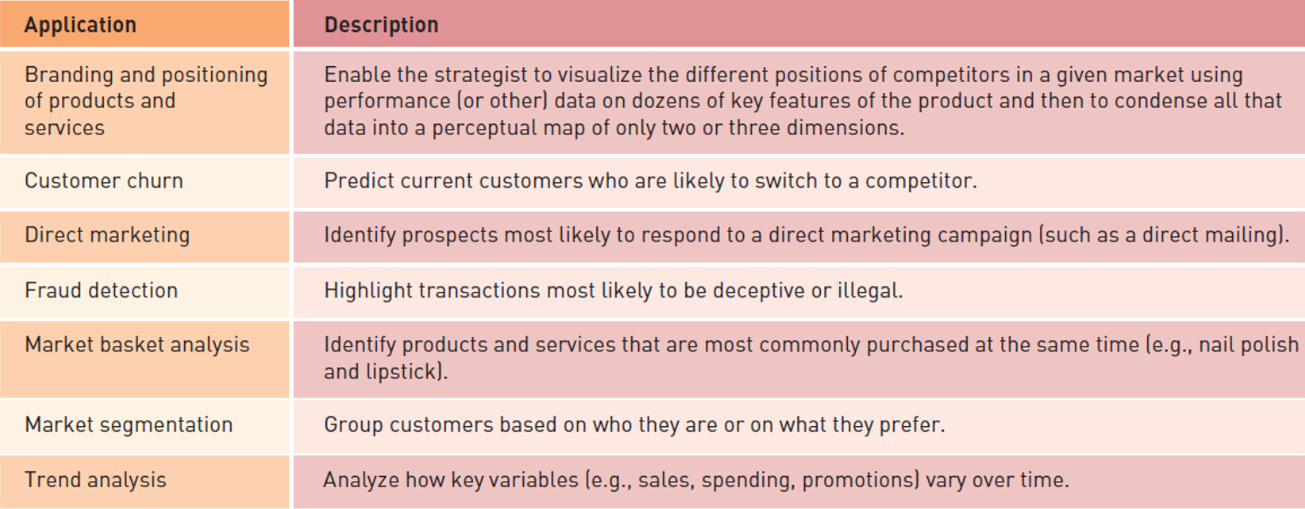 Application
Description
Branding and positioning
of products and
services
Enable the strategist to visualize the different positions of competitors in a given market using
performance (or other) data on dozens of key features of the product and then to condense all that
data into a perceptual map of only two or three dimensions.
Customer churn
Predict current customers who are likely to switch to a competitor.
Direct marketing
Identify prospects most likely to respond to a direct marketing campaign (such as a direct mailing).
Fraud detection
Highlight transactions most likely to be deceptive or illegal.
Market basket analysis
Identify products and services that are most commonly purchased at the same time (e.g., nail polish
and lipstick).
Market segmentation
Group customers based on who they are or on what they prefer.
Trend analysis
Analyze how key variables (e.g., sales, spending, promotions) vary over time.